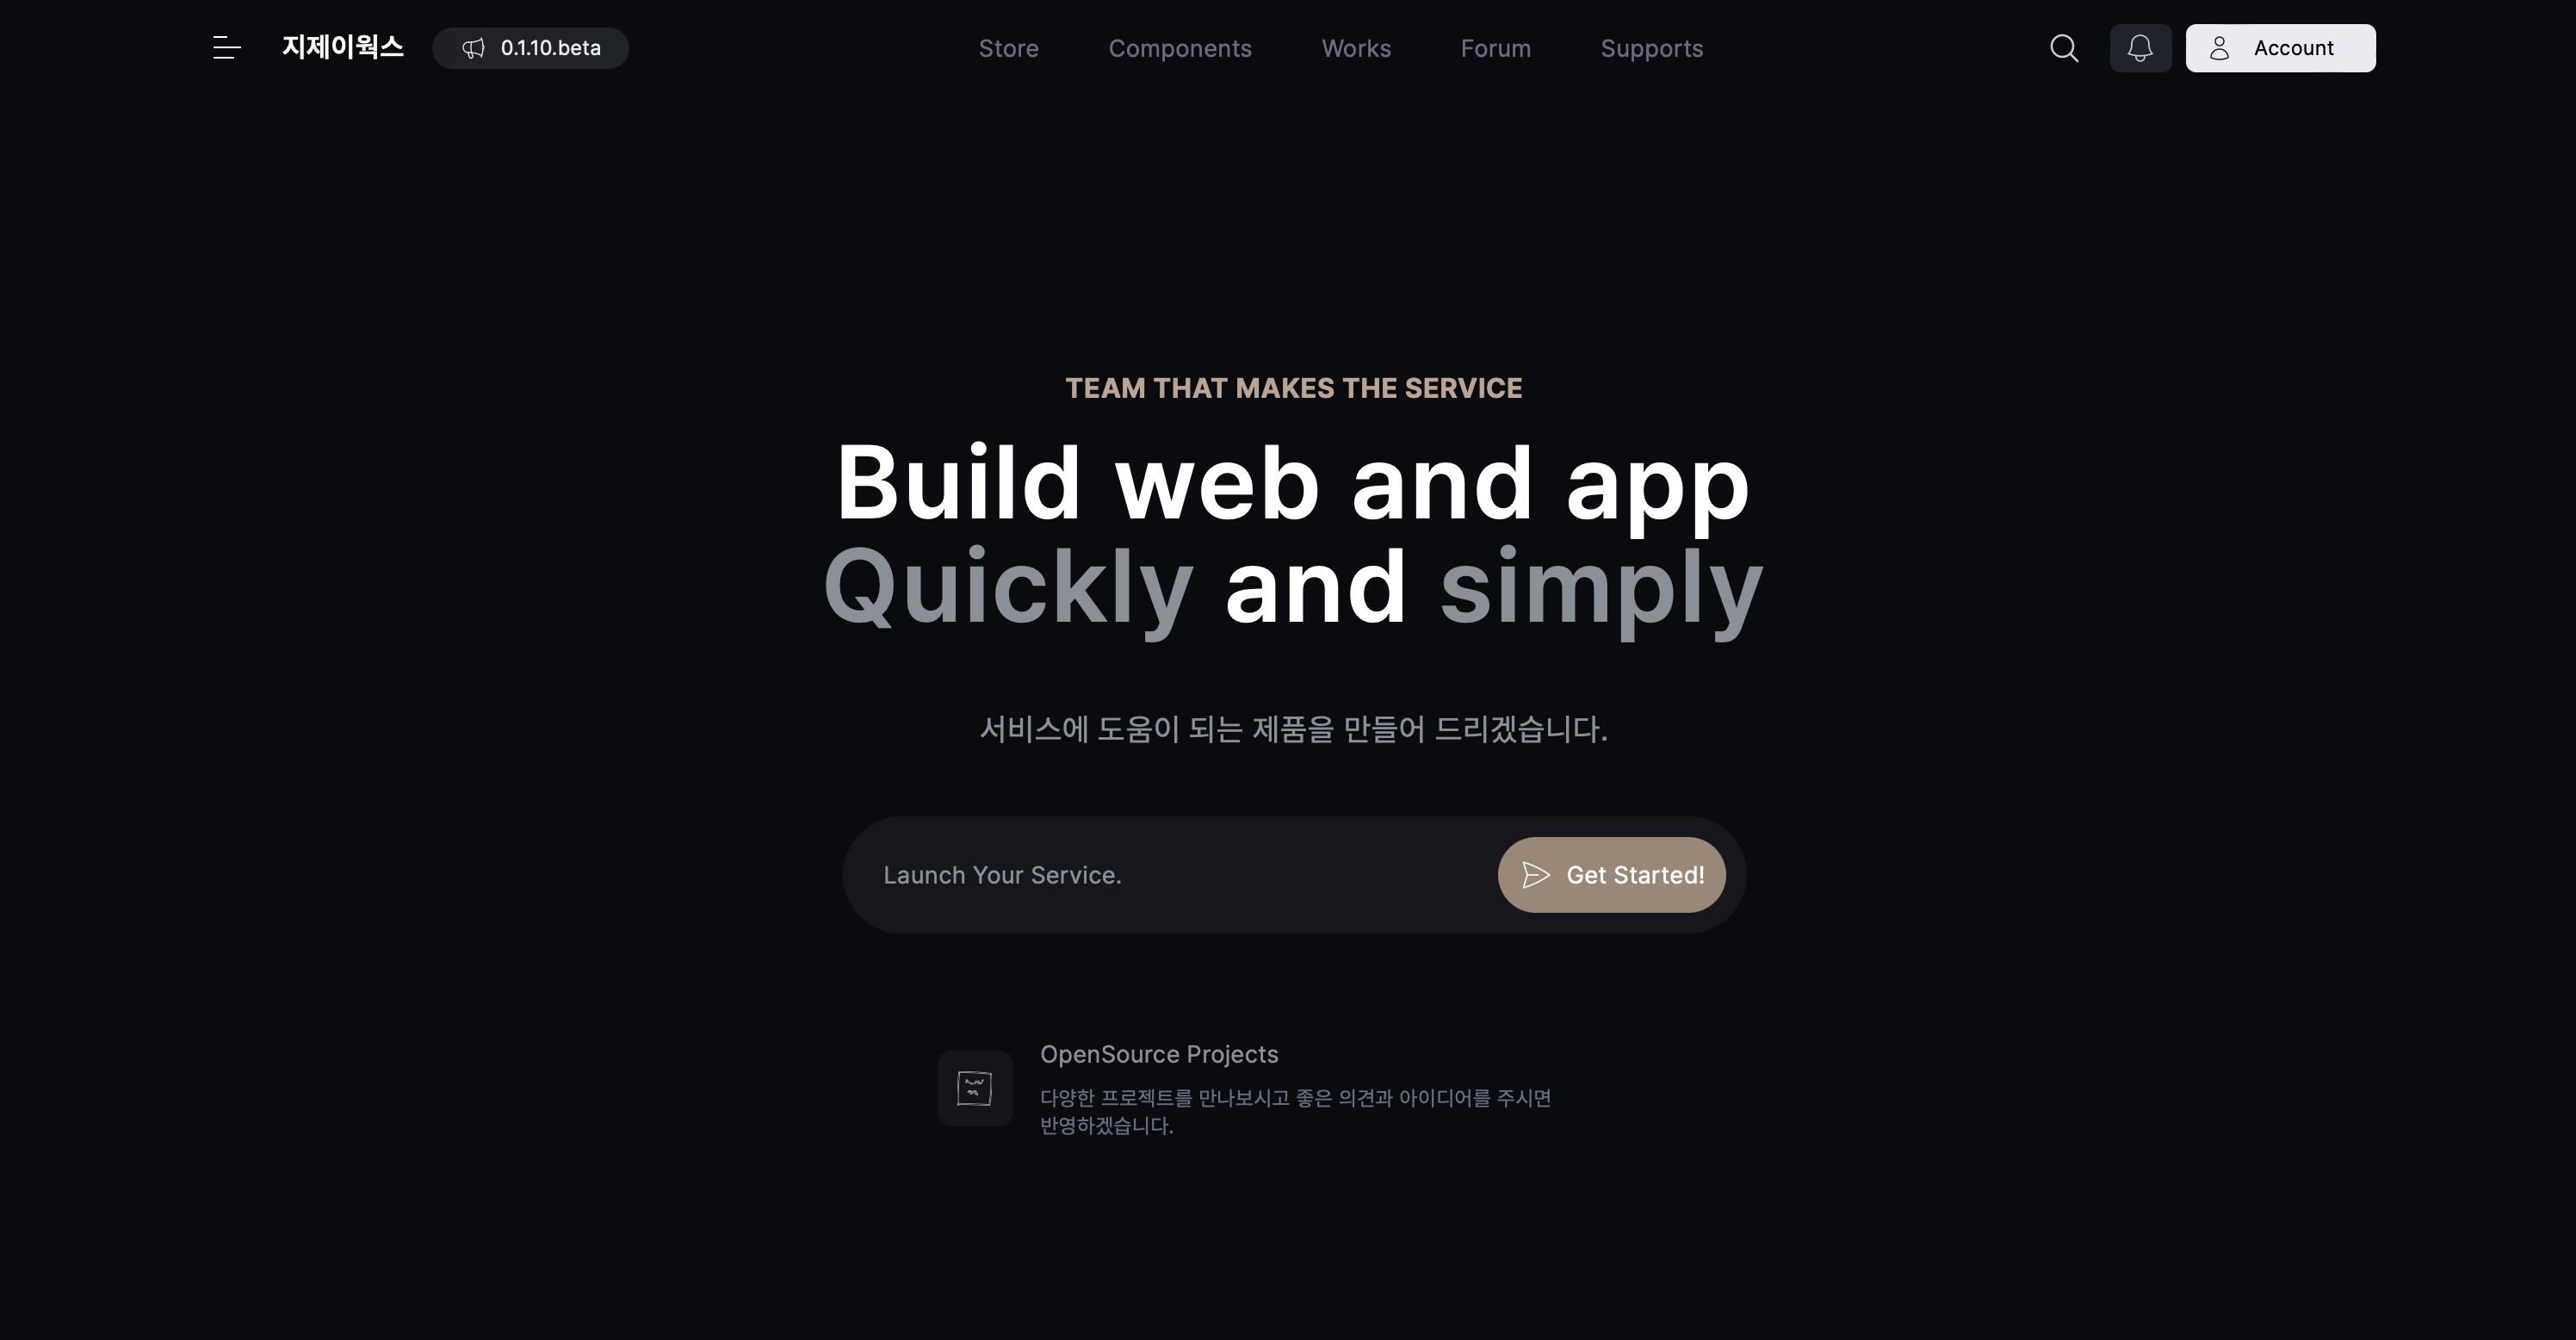 지제이웍스
0.1.10.beta
Store
Components
Works
Forum
Supports
Account
TEAM THAT MAKES THE SERVICE
Build web and app
Quickly and simply
서비스에 도움이 되는 제품을 만들어 드리겠습니다.
Launch Your Service.
Get Started!
OpenSource Projects
다양한 프로젝트를 만나보시고 좋은 의견과 아이디어를 주시면
반영하겠습니다.